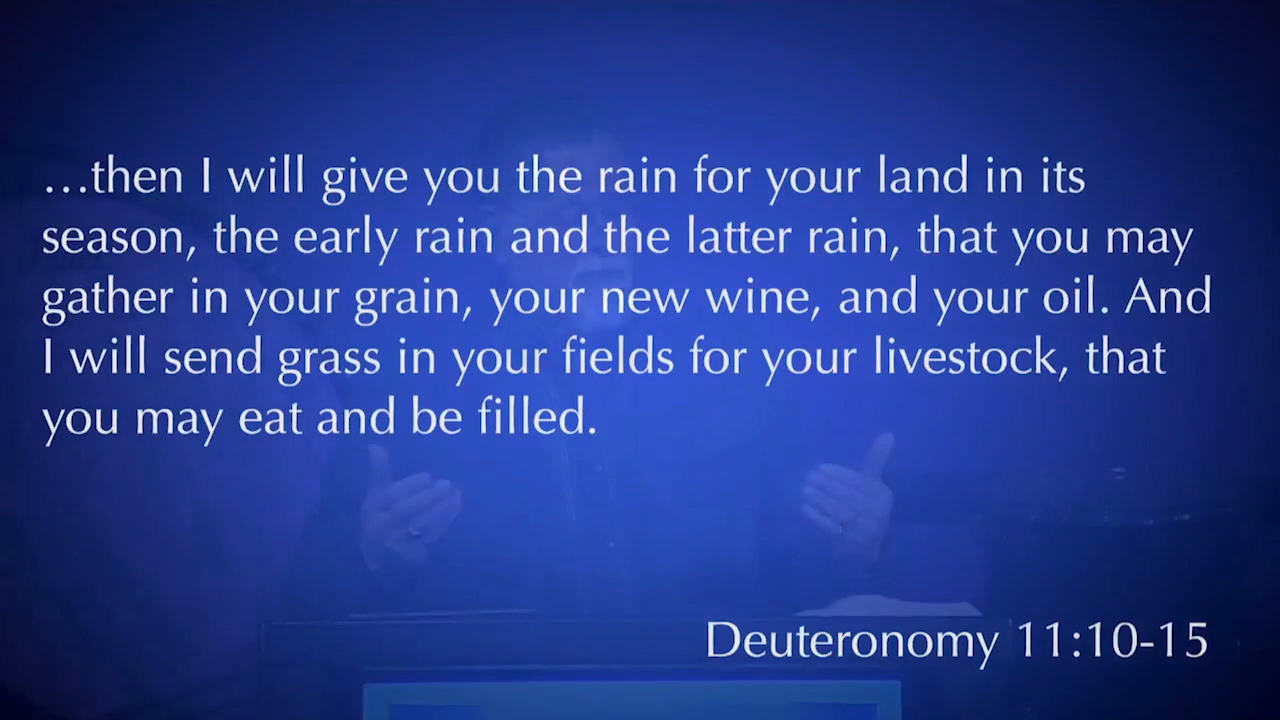 …then I will give you the rain for your land in its
season, the early rain and the latter rain, that you may
gather in your grain, your new wine, and your oil. And
I will send grass in your fields for your livestock, that
you may eat and be filled.
Deuteronomy 11:10-15